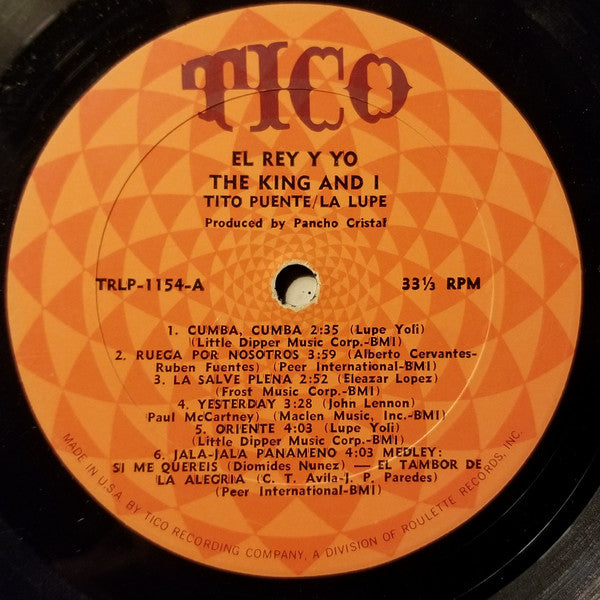 TICO
EL REY Y YO
THE KING AND I
TITO PUENTE/LA LUPE
Produced by Pancho Cristal
TRLP-1154-A
33⅓ RPM
1. CUMBA, CUMBA 2:35 (Lupe Yoli)
(Little Dipper Music Corp.-BMI)
2. RUEGA POR NOSOTROS 3:59 (Alberto Cervantes-
Ruben Fuentes) (Peer International-BMI)
3. LA SALVE PLENA 2:52 (Eleazar Lopez)
(Frost Music Corp.-BMI)
4. YESTERDAY 3:28 (John Lennon)
Paul McCartney) (Maclen Music, Inc.-BMI)
5. ORIENTE 4:03 (Lupe Yoli)
(Little Dipper Music Corp.-BMI)
6. JALA-JALA PANAMENO 4:03 MEDLEY:
SI ME QUEREIS (Diomides Nunez) — EL TAMBOR DE
LA ALEGRIA (C. T. Avila-J. P. Paredes)
(Peer International-BMI)
MADE IN U.S.A. BY TICO RECORDING COMPANY, A DIVISION OF ROULETTE RECORDS, INC.